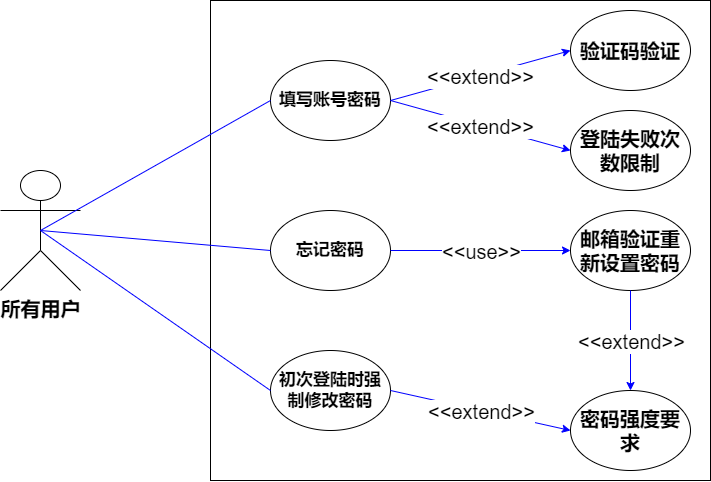 验证码验证
<<extend>>
填写账号密码
<<extend>>
登陆失败次
数限制
所有用户
忘记密码
<<use>>
邮箱验证重
新设置密码
<<extend>>
初次登陆时强
制修改密码
<<extend>>
密码强度要
求